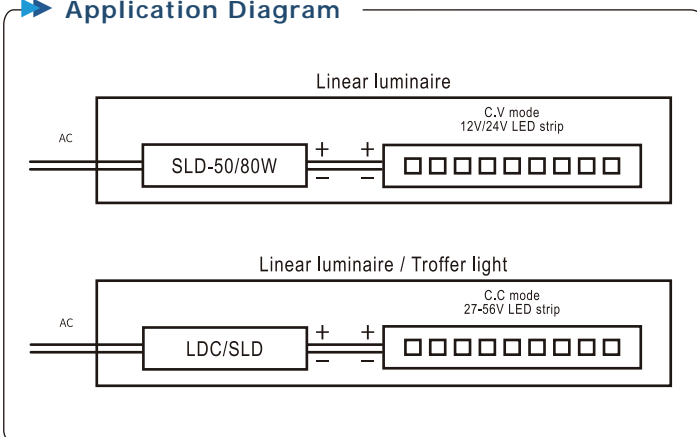 Application Diagram
Linear luminaire
C.V mode
12V/24V LED strip
AC
SLD-50/80W
+ +
– –
Linear luminaire / Troffer light
C.C mode
27-56V LED strip
AC
LDC/SLD
+ +
– –